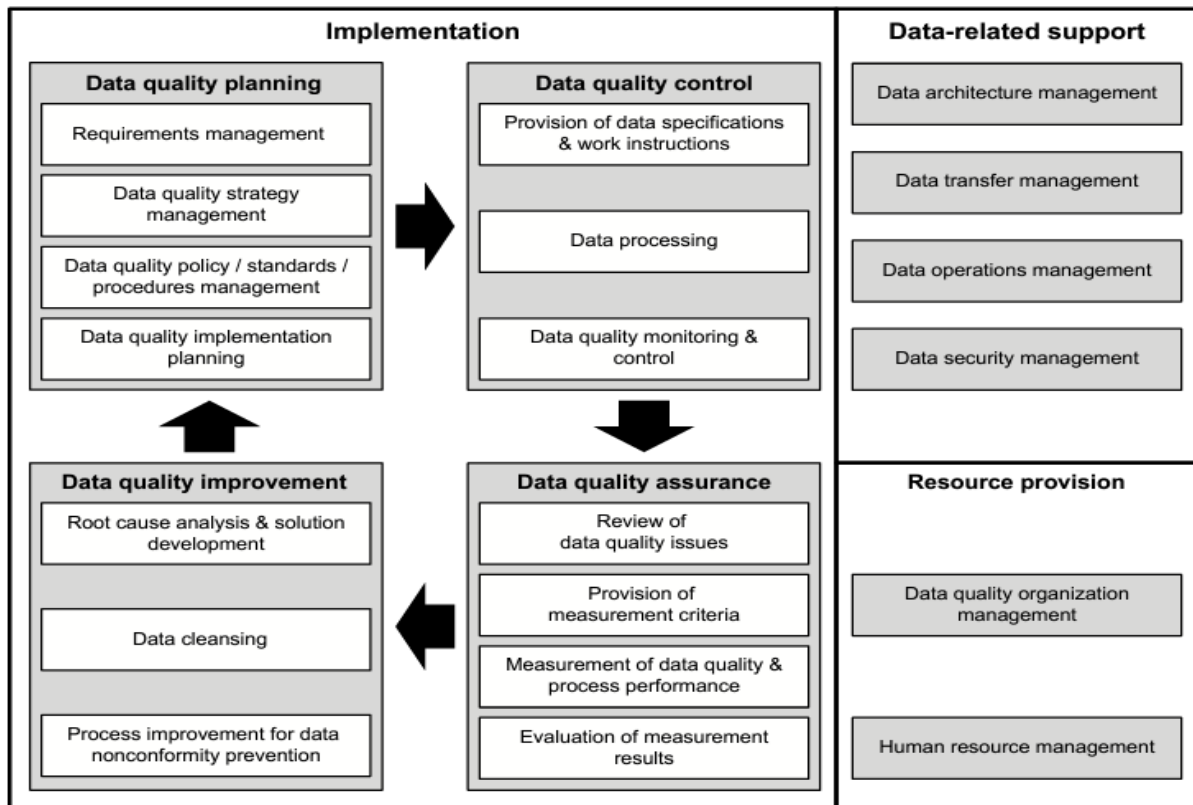 Implementation
Data quality planning
Requirements management
Data quality strategy
management
Data quality policy / standards /
procedures management
Data quality implementation
planning
Data quality control
Provision of data specifications
& work instructions
Data processing
Data quality monitoring &
control
Data quality improvement
Root cause analysis & solution
development
Data cleansing
Process improvement for data
nonconformity prevention
Data quality assurance
Review of
data quality issues
Provision of
measurement criteria
Measurement of data quality &
process performance
Evaluation of measurement
results
Data-related support
Data architecture management
Data transfer management
Data operations management
Data security management
Resource provision
Data quality organization
management
Human resource management